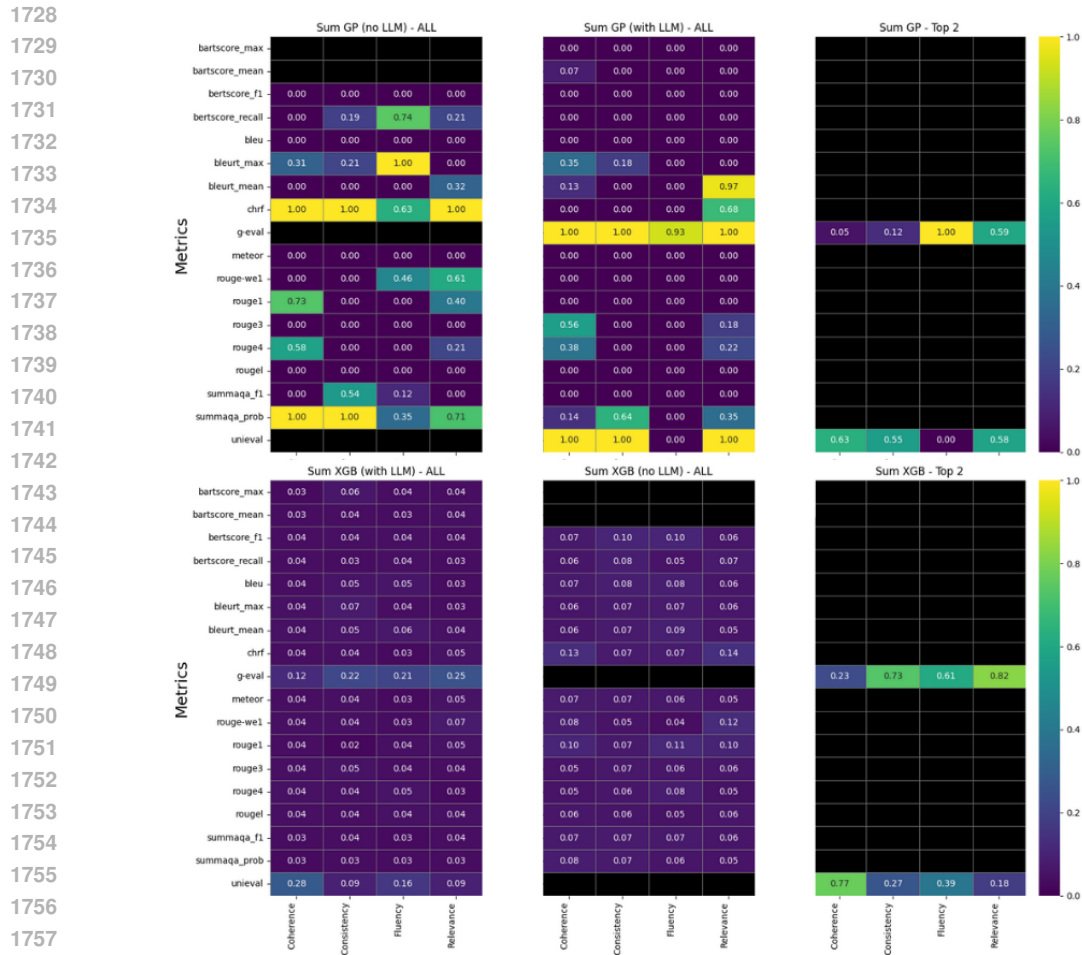 1728
1729
1730
1731
1732
1733
1734
1735
1736
1737
1738
1739
1740
1741
1742
1743
1744
1745
1746
1747
1748
1749
1750
1751
1752
1753
1754
1755
1756
1757
Sum GP (no LLM) - ALL
Sum GP (with LLM) - ALL
Sum GP - Top 2
Metrics
bartscore_max 0.00 0.00 0.00 0.00
bartscore_mean 0.07 0.00 0.00 0.00
bertscore_f1 0.00 0.00 0.00 0.00 0.00 0.00 0.00 0.00
bertscore_recall 0.00 0.19 0.74 0.21 0.00 0.00 0.00 0.00
bleu 0.00 0.00 0.00 0.00 0.00 0.00 0.00 0.00
bleurt_max 0.31 0.21 1.00 0.00 0.35 0.18 0.00 0.00
bleurt_mean 0.00 0.00 0.00 0.32 0.13 0.00 0.00 0.97
chrf 1.00 1.00 0.63 1.00 0.00 0.00 0.00 0.68
g-eval 1.00 1.00 0.93 1.00 0.05 0.12 1.00 0.59
meteor 0.00 0.00 0.00 0.00 0.00 0.00 0.00 0.00
rouge-we1 0.00 0.00 0.46 0.61 0.00 0.00 0.00 0.00
rouge1 0.73 0.00 0.00 0.40 0.00 0.00 0.00 0.00
rouge3 0.00 0.00 0.00 0.00 0.56 0.00 0.00 0.18
rouge4 0.58 0.00 0.00 0.21 0.38 0.00 0.00 0.22
rougel 0.00 0.00 0.00 0.00 0.00 0.00 0.00 0.00
summaqa_f1 0.00 0.54 0.12 0.00 0.00 0.00 0.00 0.00
summaqa_prob 1.00 1.00 0.35 0.71 0.14 0.64 0.00 0.35
unieval 1.00 1.00 0.00 1.00 0.63 0.55 0.00 0.58
1.0
0.8
0.6
0.4
0.2
0.0
Sum XGB (with LLM) - ALL
Sum XGB (no LLM) - ALL
Sum XGB - Top 2
Metrics
bartscore_max 0.03 0.06 0.04 0.04
bartscore_mean 0.03 0.04 0.03 0.04
bertscore_f1 0.04 0.04 0.04 0.04 0.07 0.10 0.10 0.06
bertscore_recall 0.04 0.03 0.04 0.03 0.06 0.08 0.05 0.07
bleu 0.04 0.05 0.05 0.03 0.07 0.08 0.08 0.06
bleurt_max 0.04 0.07 0.04 0.03 0.06 0.07 0.07 0.06
bleurt_mean 0.04 0.05 0.06 0.04 0.06 0.07 0.09 0.05
chrf 0.04 0.04 0.03 0.05 0.13 0.07 0.07 0.14
g-eval 0.12 0.22 0.21 0.25 0.23 0.73 0.61 0.82
meteor 0.04 0.04 0.03 0.04 0.07 0.07 0.06 0.05
rouge-we1 0.04 0.04 0.03 0.07 0.08 0.05 0.04 0.12
rouge1 0.04 0.02 0.04 0.05 0.10 0.07 0.11 0.10
rouge3 0.04 0.05 0.04 0.04 0.05 0.07 0.06 0.06
rouge4 0.04 0.04 0.05 0.03 0.05 0.06 0.08 0.05
rougel 0.04 0.04 0.04 0.04 0.06 0.06 0.05 0.06
summaqa_f1 0.03 0.04 0.03 0.04 0.07 0.07 0.07 0.06
summaqa_prob 0.03 0.03 0.03 0.03 0.08 0.07 0.06 0.05
unieval 0.28 0.09 0.16 0.09 0.77 0.27 0.39 0.18
Coherence
Consistency
Fluency
Relevance
Coherence
Consistency
Fluency
Relevance
Coherence
Consistency
Fluency
Relevance
1.0
0.8
0.6
0.4
0.2
0.0